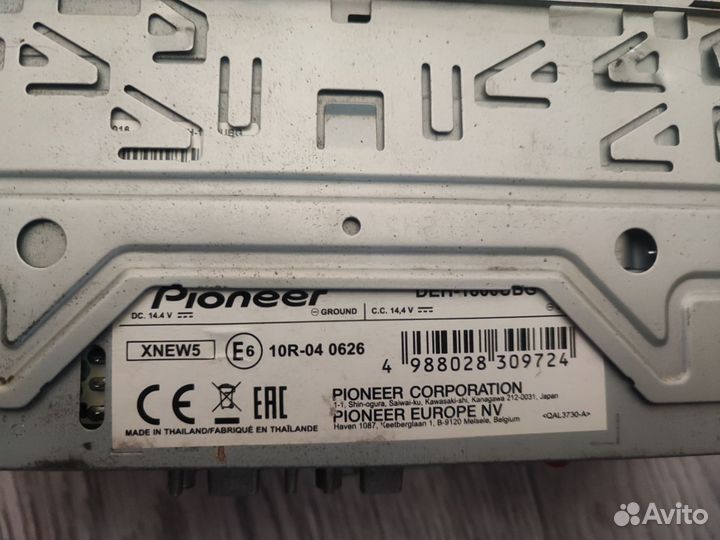 Pioneer
DC. 14.4 V ⎓ ⊖ GROUND C.C. 14,4 V ⎓
XNEW5 E6 10R-04 0626
4 988028 309724
CE EAC
PIONEER CORPORATION
1-1, Shin-ogura, Saiwai-ku, Kawasaki-shi, Kanagawa 212-0031, Japan
PIONEER EUROPE NV <QAL3730-A>
MADE IN THAILAND/FABRIQUÉ EN THAÏLANDE
Haven 1087, Keetberglaan 1, B-9120 Melsele, Belgium
Avito